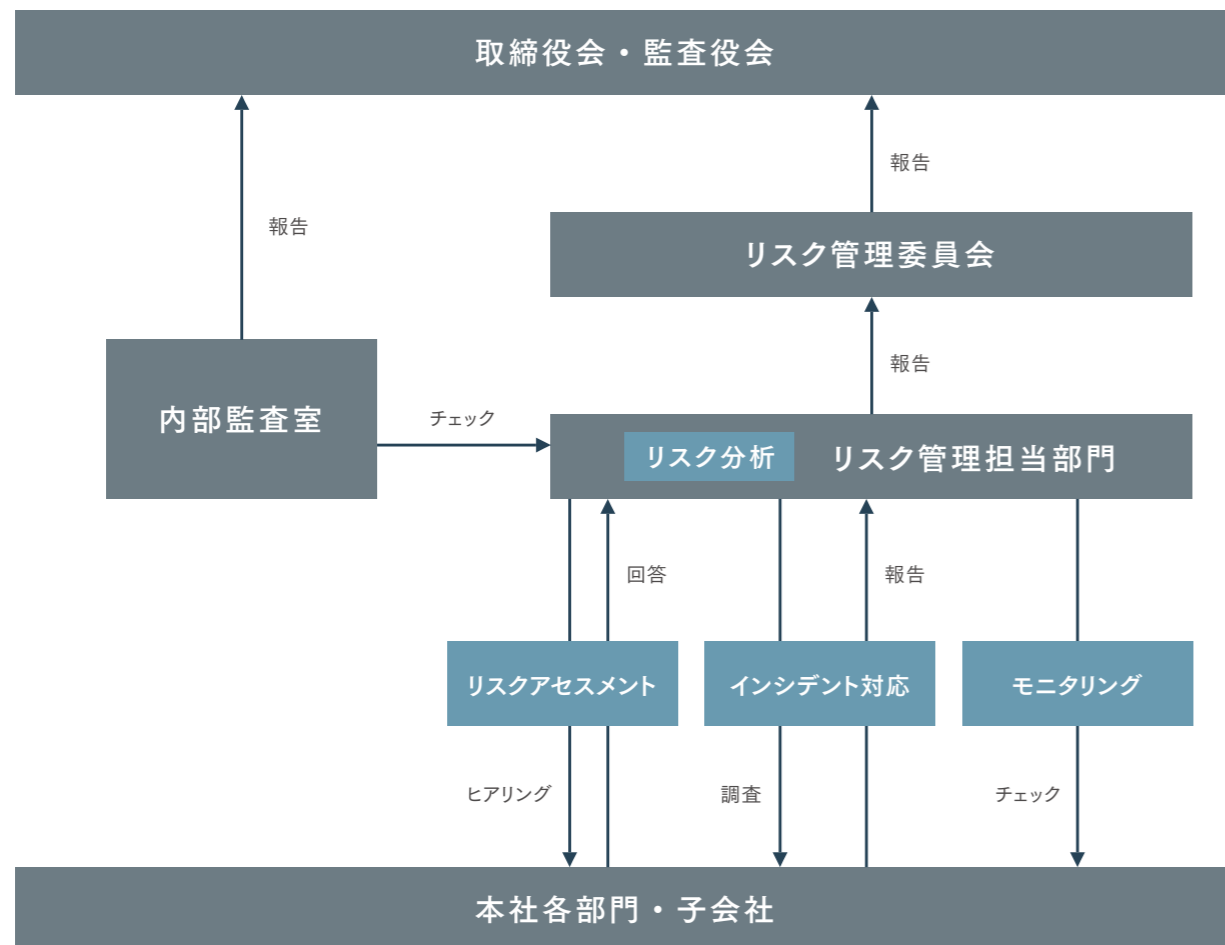 取締役会・監査役会
報告
報告
リスク管理委員会
報告
内部監査室
チェック
リスク分析
リスク管理担当部門
回答
報告
リスクアセスメント
インシデント対応
モニタリング
ヒアリング
調査
チェック
本社各部門・子会社